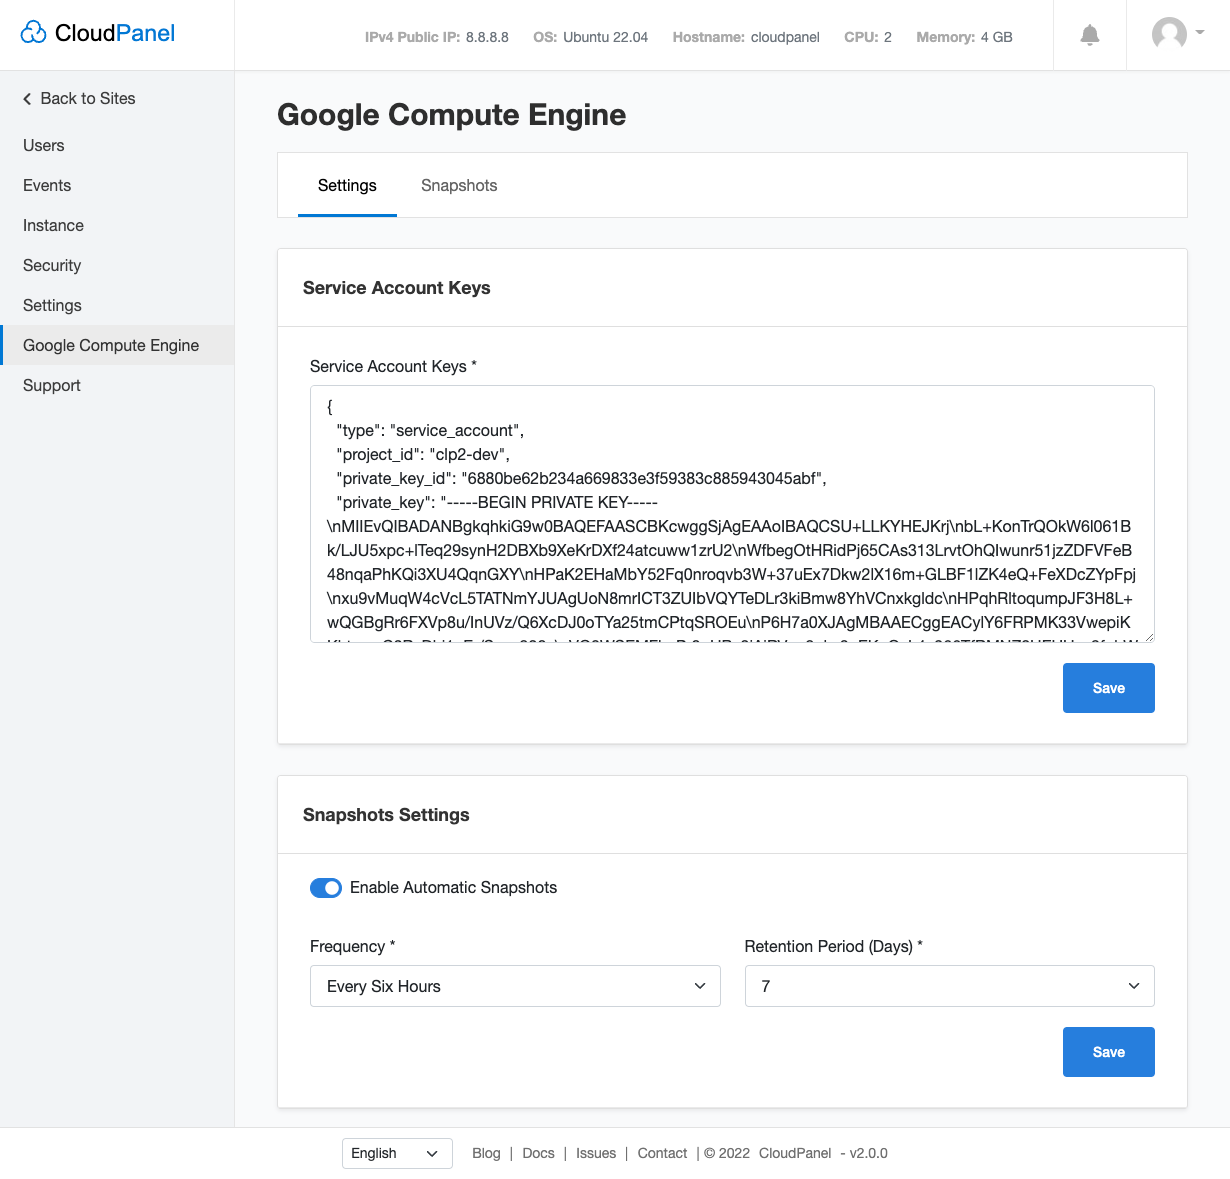 CloudPanel
IPv4 Public IP: 8.8.8.8 OS: Ubuntu 22.04 Hostname: cloudpanel CPU: 2 Memory: 4 GB
Back to Sites
Users
Events
Instance
Security
Settings
Google Compute Engine
Support
Google Compute Engine
Settings Snapshots
Service Account Keys
Service Account Keys *
{
"type": "service_account",
"project_id": "clp2-dev",
"private_key_id": "6880be62b234a669833e3f59383c885943045abf",
"private_key": "-----BEGIN PRIVATE KEY-----
\nMIIEvQIBADANBgkqhkiG9w0BAQEFAASCBKcwggSjAgEAAoIBAQCSU+LLKYHEJKrj\nbL+KonTrQOkW6l061B
k/LJU5xpc+lTeq29synH2DBXb9XeKrDXf24atcuww1zrU2\nWfbegOtHRidPj65CAs313LrvtOhQIwunr51jzZDFVFeB
48nqaPhKQi3XU4QqnGXY\nHPaK2EHaMbY52Fq0nroqvb3W+37uEx7Dkw2lX16m+GLBF1lZK4eQ+FeXDcZYpFpj
\nxu9vMuqW4cVcL5TATNmYJUAgUoN8mrICT3ZUIbVQYTeDLr3kiBmw8YhVCnxkgldc\nHPqhRltoqumpJF3H8L+
wQGBgRr6FXVp8u/InUVz/Q6XcDJ0oTYa25tmCPtqSROEu\nP6H7a0XJAgMBAAECggEACylY6FRPMK33VwepiK
Save
Snapshots Settings
Enable Automatic Snapshots
Frequency *
Every Six Hours
Retention Period (Days) *
7
Save
English Blog | Docs | Issues | Contact | © 2022 CloudPanel - v2.0.0